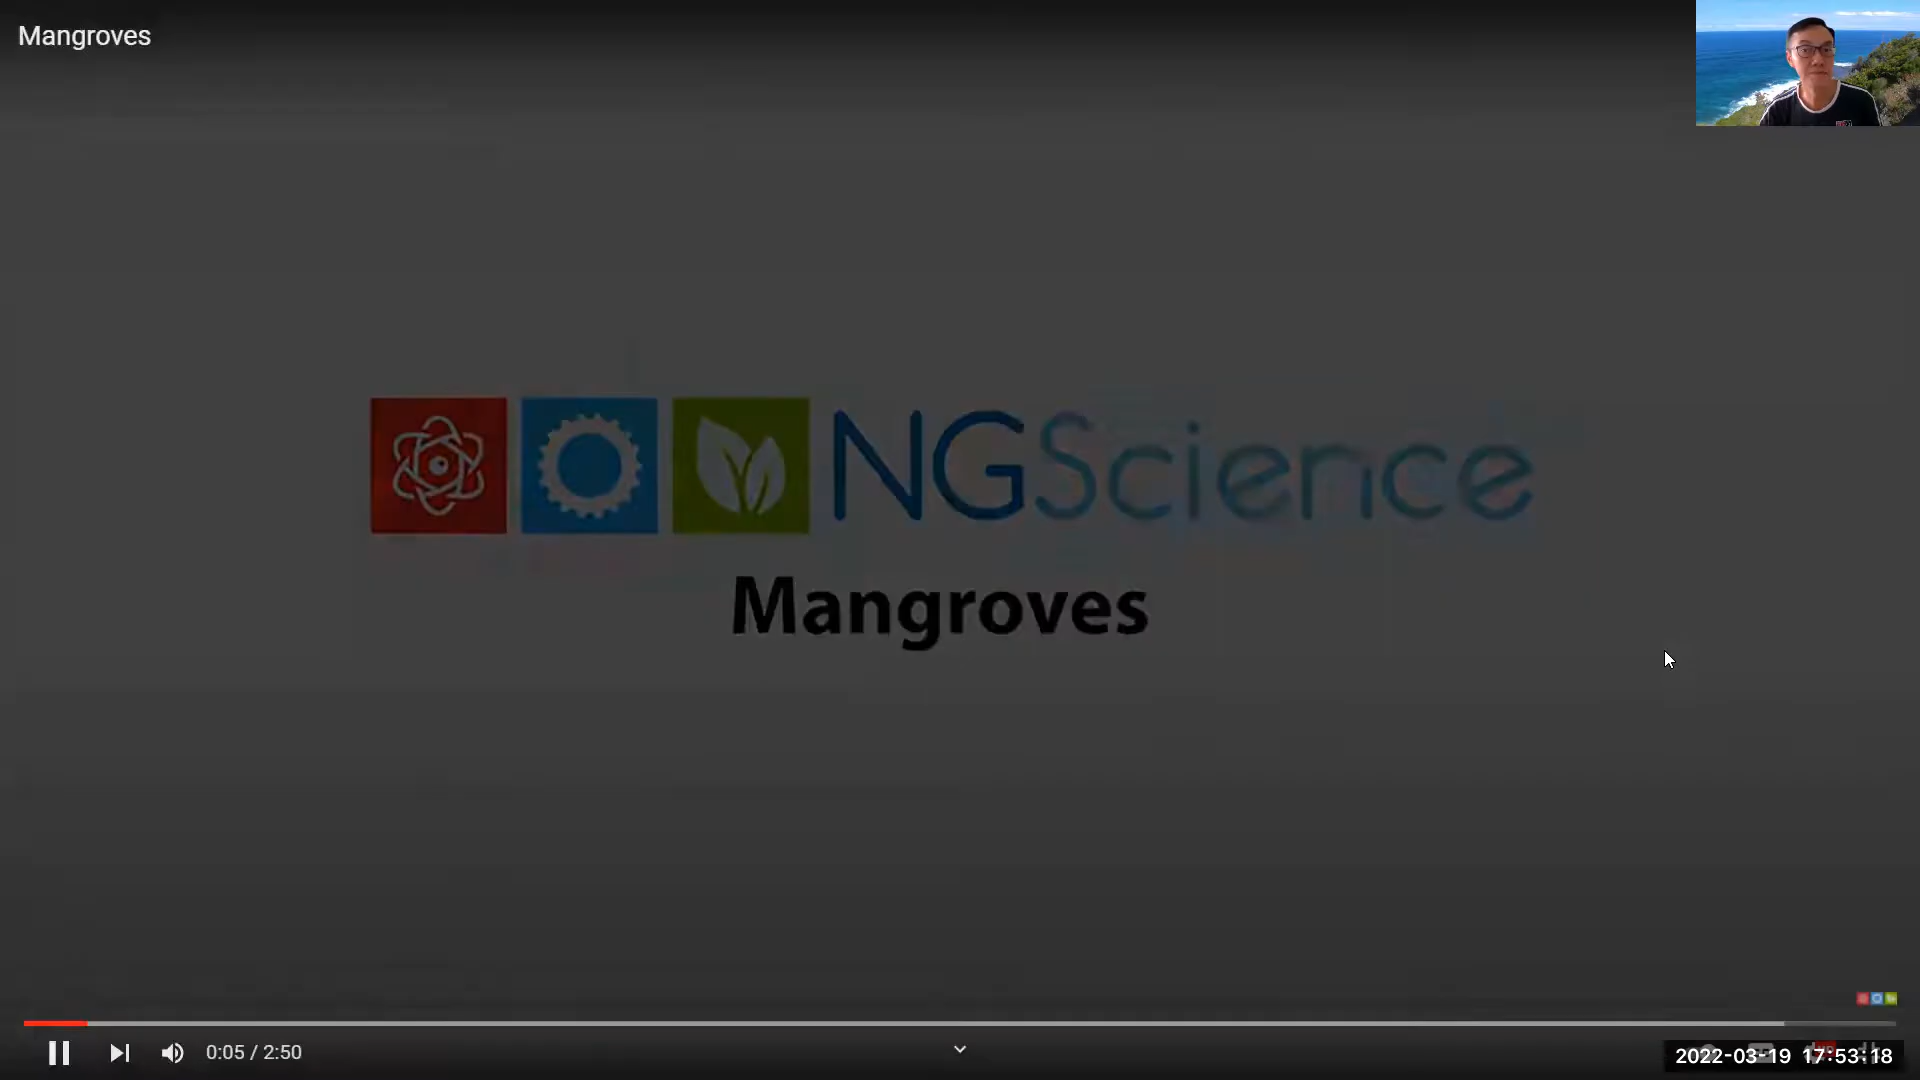 Mangroves
NGScience
Mangroves
0:05 / 2:50
2022-03-19 17:53:18